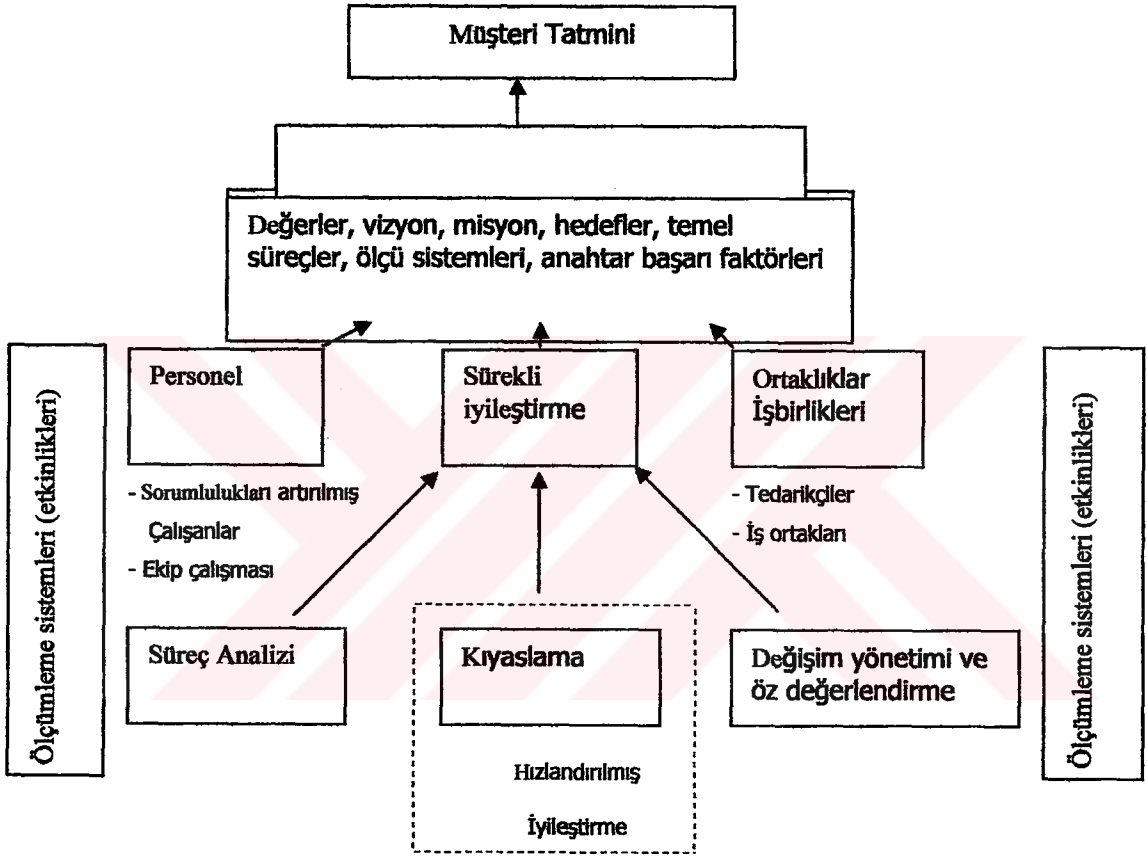 Müşteri Tatmini
Değerler, vizyon, misyon, hedefler, temel
süreçler, ölçü sistemleri, anahtar başarı faktörleri
Ölçümleme sistemleri (etkinlikleri)
Personel
Sürekli
iyileştirme
Ortaklıklar
İşbirlikleri
Ölçümleme sistemleri (etkinlikleri)
- Sorumlulukları artırılmış
Çalışanlar
- Ekip çalışması
- Tedarikçiler
- İş ortakları
Süreç Analizi
Kıyaslama
Değişim yönetimi ve
öz değerlendirme
Hızlandırılmış
İyileştirme